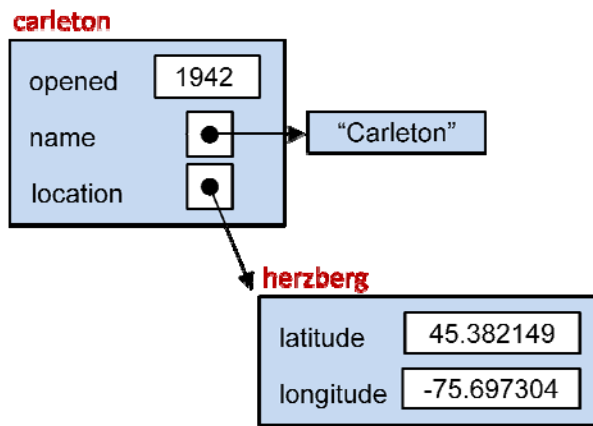 carleton
opened 1942
name “Carleton”
location
herzberg
latitude 45.382149
longitude -75.697304